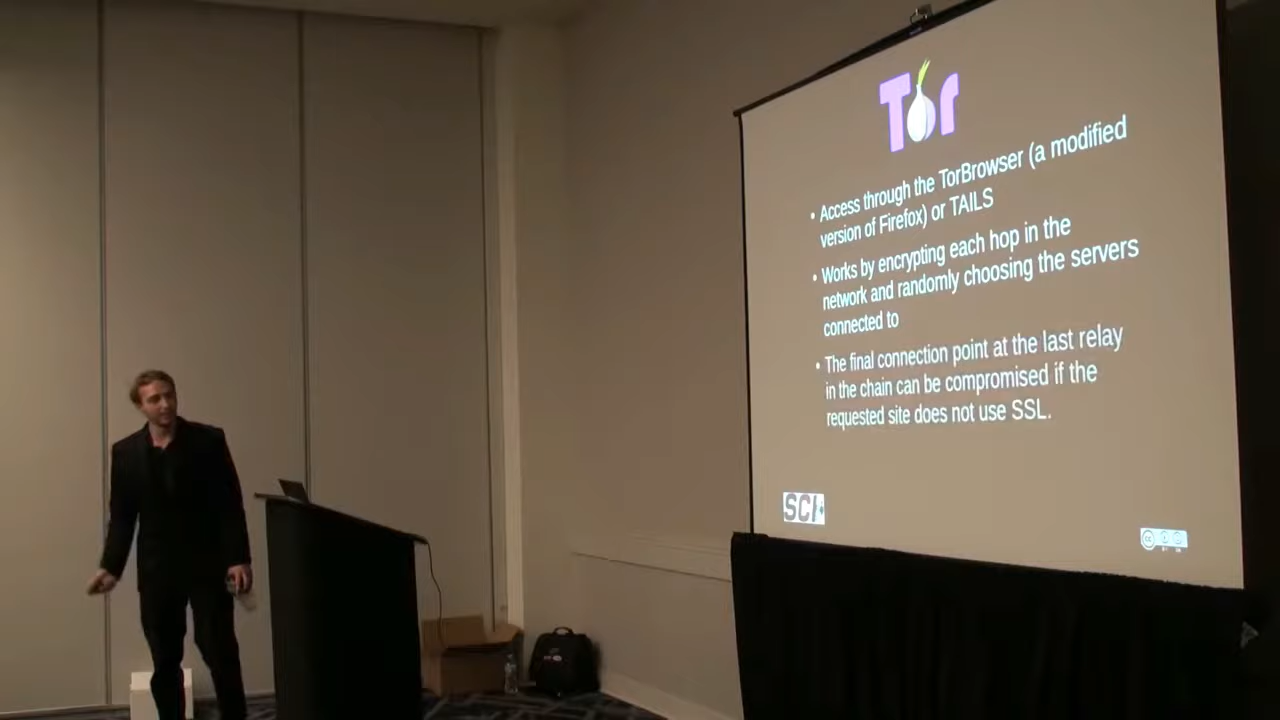 Tor
• Access through the TorBrowser (a modified
version of Firefox) or TAILS
• Works by encrypting each hop in the
network and randomly choosing the servers
connected to
• The final connection point at the last relay
in the chain can be compromised if the
requested site does not use SSL.
cc